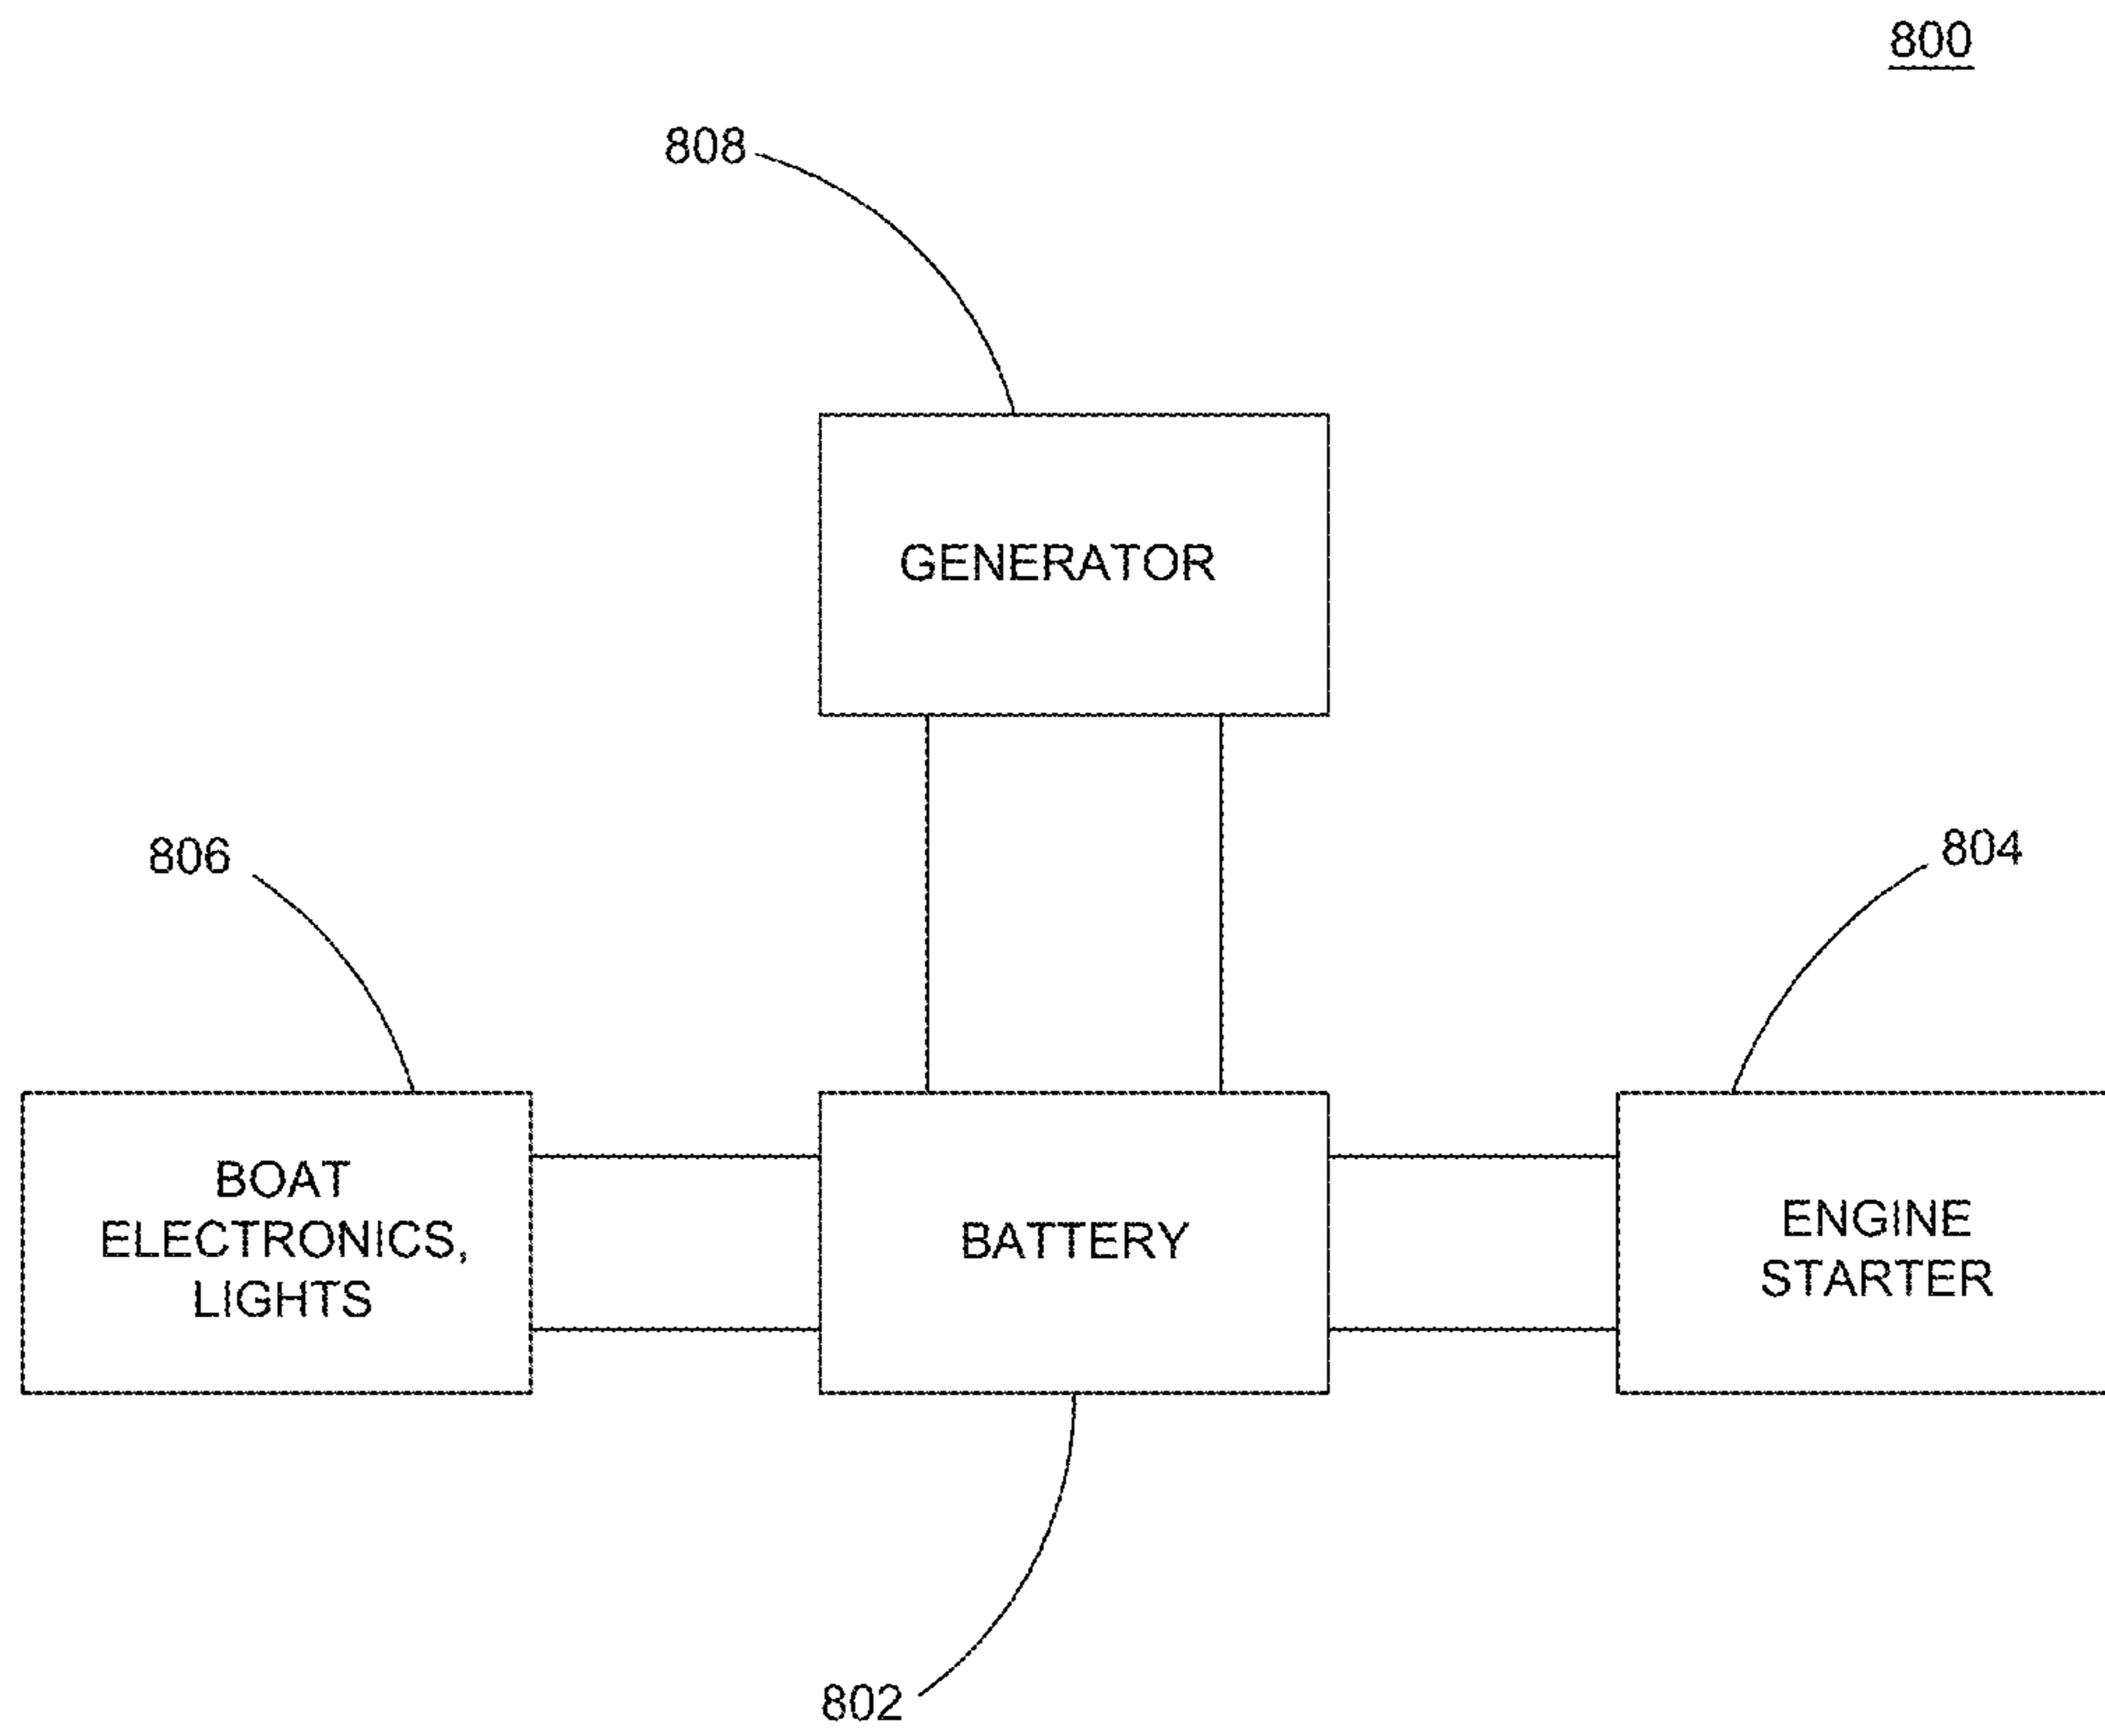 800
808
GENERATOR
806
804
BOAT
ELECTRONICS,
LIGHTS
BATTERY
ENGINE
STARTER
802